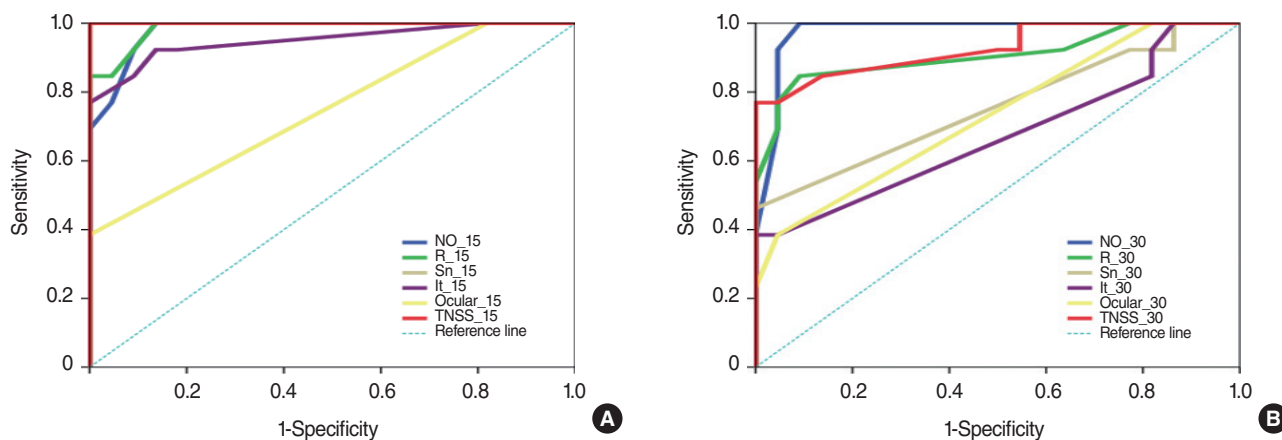 1.0
0.8
0.6
0.4
0.2
0
Sensitivity
NO_15
R_15
Sn_15
It_15
Ocular_15
TNSS_15
Reference line
0.2
0.4
0.6
0.8
1.0
1-Specificity
A
1.0
0.8
0.6
0.4
0.2
0
Sensitivity
NO_30
R_30
Sn_30
It_30
Ocular_30
TNSS_30
Reference line
0.2
0.4
0.6
0.8
1.0
1-Specificity
B